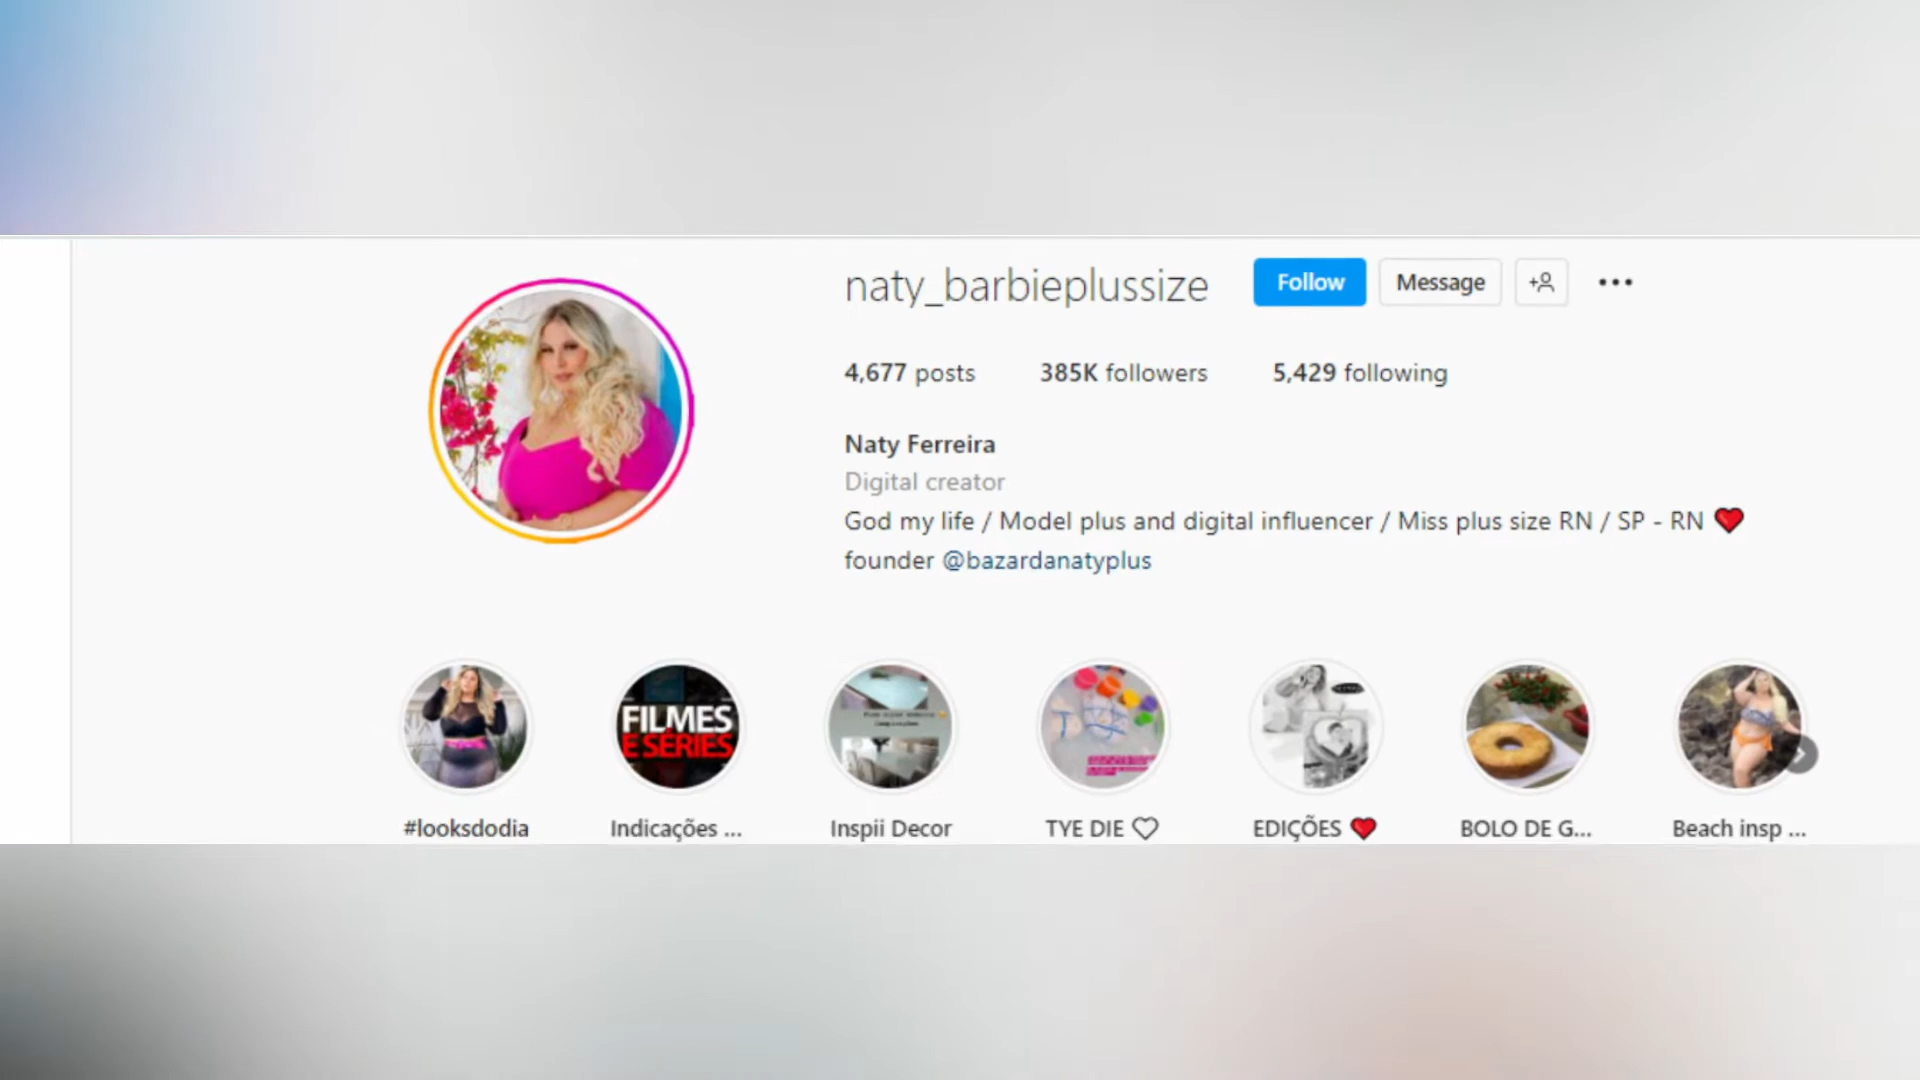 naty_barbieplussize Follow Message
4,677 posts 385K followers 5,429 following
Naty Ferreira
Digital creator
God my life / Model plus and digital influencer / Miss plus size RN / SP - RN ❤️
founder @bazardanatyplus
FILMES
E SÉRIES
#looksdodia Indicações ... Inspii Decor TYE DIE ♡ EDIÇÕES ❤️ BOLO DE G... Beach insp ...